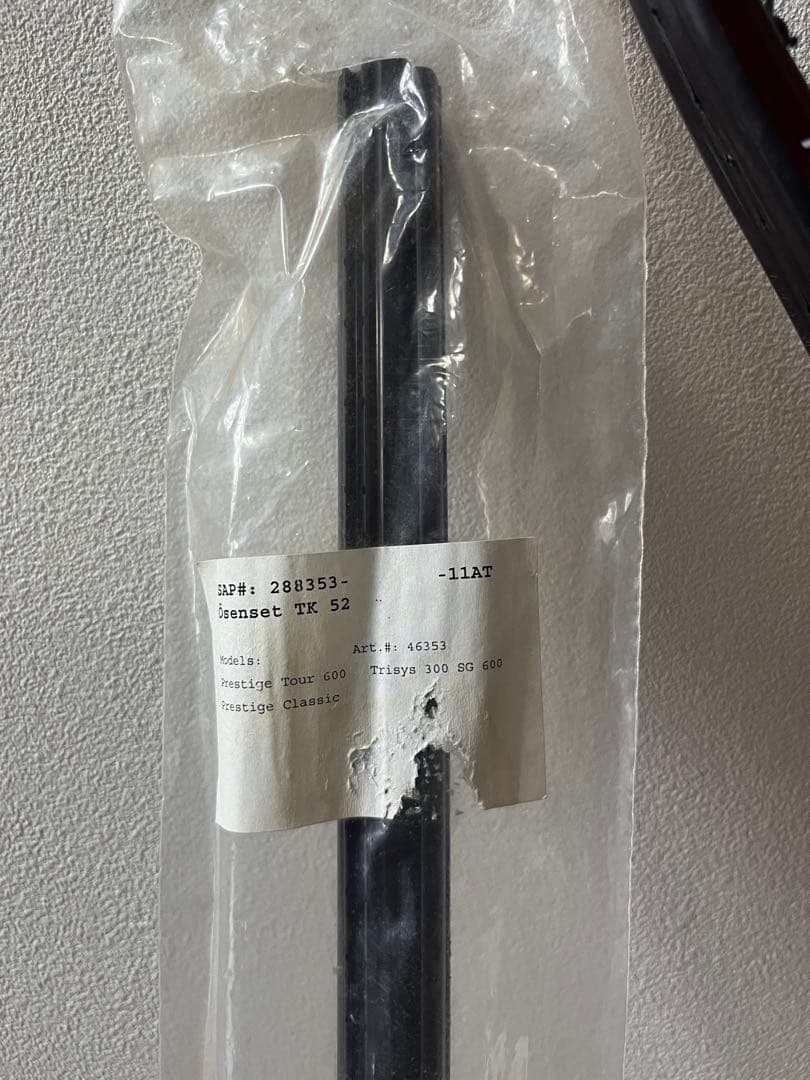 SAP#: 288353- -11AT
Ösenset TK 52
Art.#: 46353
Models:
Prestige Tour 600 Trisys 300 SG 600
Prestige Classic